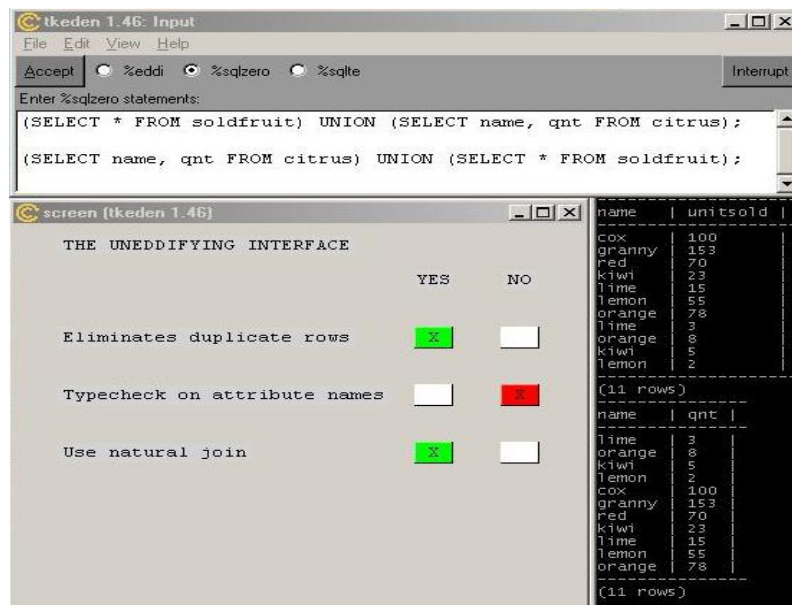 tkeden 1.46: Input
File Edit View Help
Accept %eddi %sqlzero %sqlte Interrupt
Enter %sqlzero statements:
(SELECT * FROM soldfruit) UNION (SELECT name, qnt FROM citrus);
(SELECT name, qnt FROM citrus) UNION (SELECT * FROM soldfruit);
screen (tkeden 1.46)
THE UNEDDIFYING INTERFACE
YES NO
Eliminates duplicate rows X
Typecheck on attribute names X
Use natural join X
name | unitsold |
cox | 100 |
granny | 153 |
red | 70 |
kiwi | 23 |
lime | 15 |
lemon | 55 |
orange | 78 |
lime | 3 |
orange | 8 |
kiwi | 5 |
lemon | 2 |
(11 rows)
name | qnt |
lime | 3 |
orange | 8 |
kiwi | 5 |
lemon | 2 |
cox | 100 |
granny | 153 |
red | 70 |
kiwi | 23 |
lime | 15 |
lemon | 55 |
orange | 78 |
(11 rows)